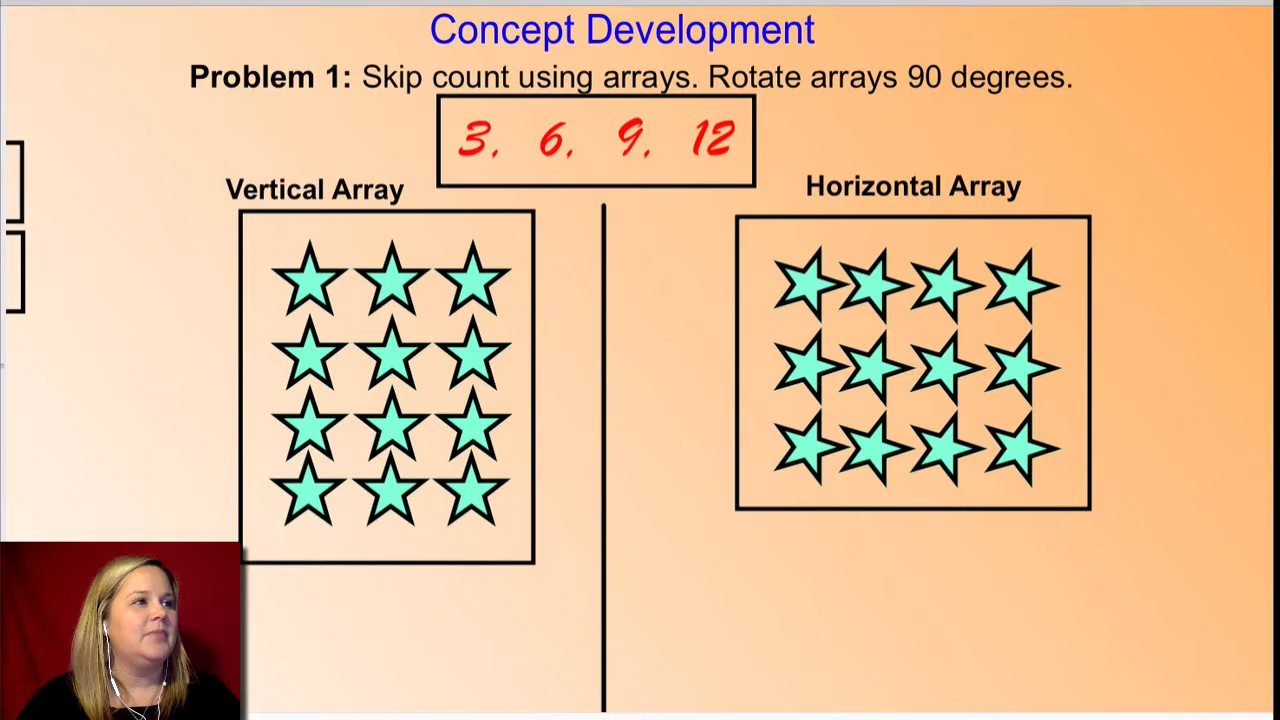 Concept Development
Problem 1: Skip count using arrays. Rotate arrays 90 degrees.
3, 6, 9, 12
Vertical Array
Horizontal Array